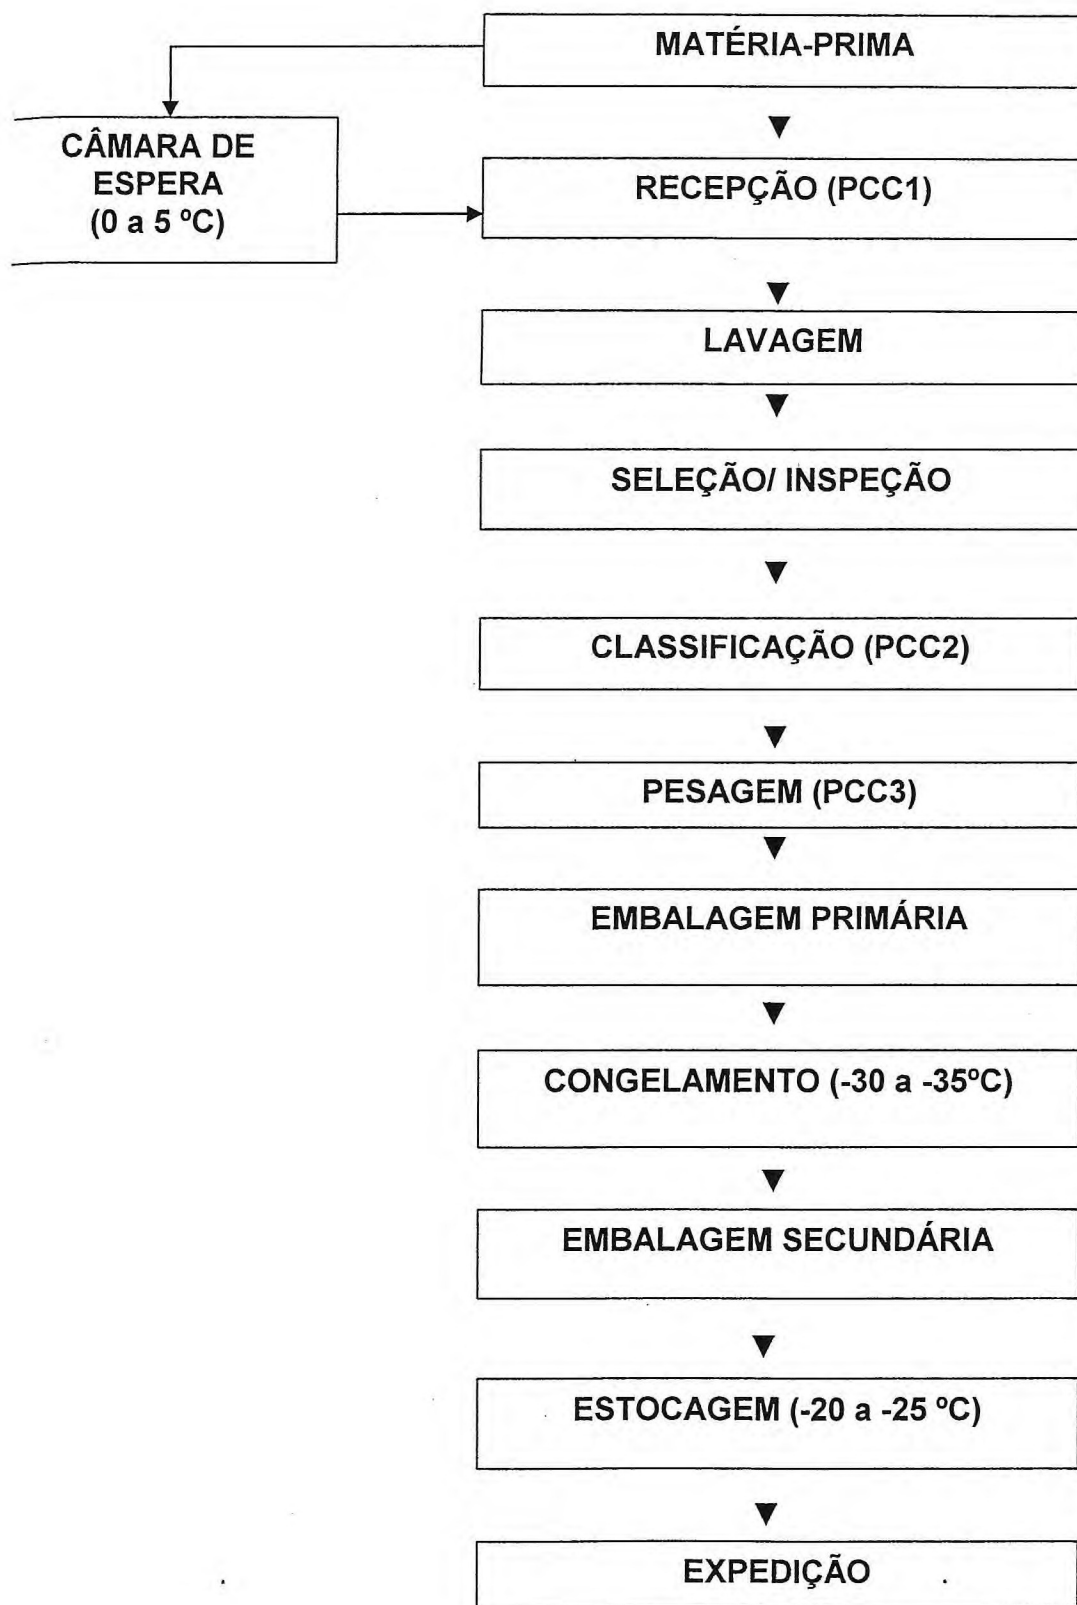 MATÉRIA-PRIMA
CÂMARA DE
ESPERA
(0 a 5 ºC)
RECEPÇÃO (PCC1)
LAVAGEM
SELEÇÃO/ INSPEÇÃO
CLASSIFICAÇÃO (PCC2)
PESAGEM (PCC3)
EMBALAGEM PRIMÁRIA
CONGELAMENTO (-30 a -35ºC)
EMBALAGEM SECUNDÁRIA
ESTOCAGEM (-20 a -25 ºC)
EXPEDIÇÃO